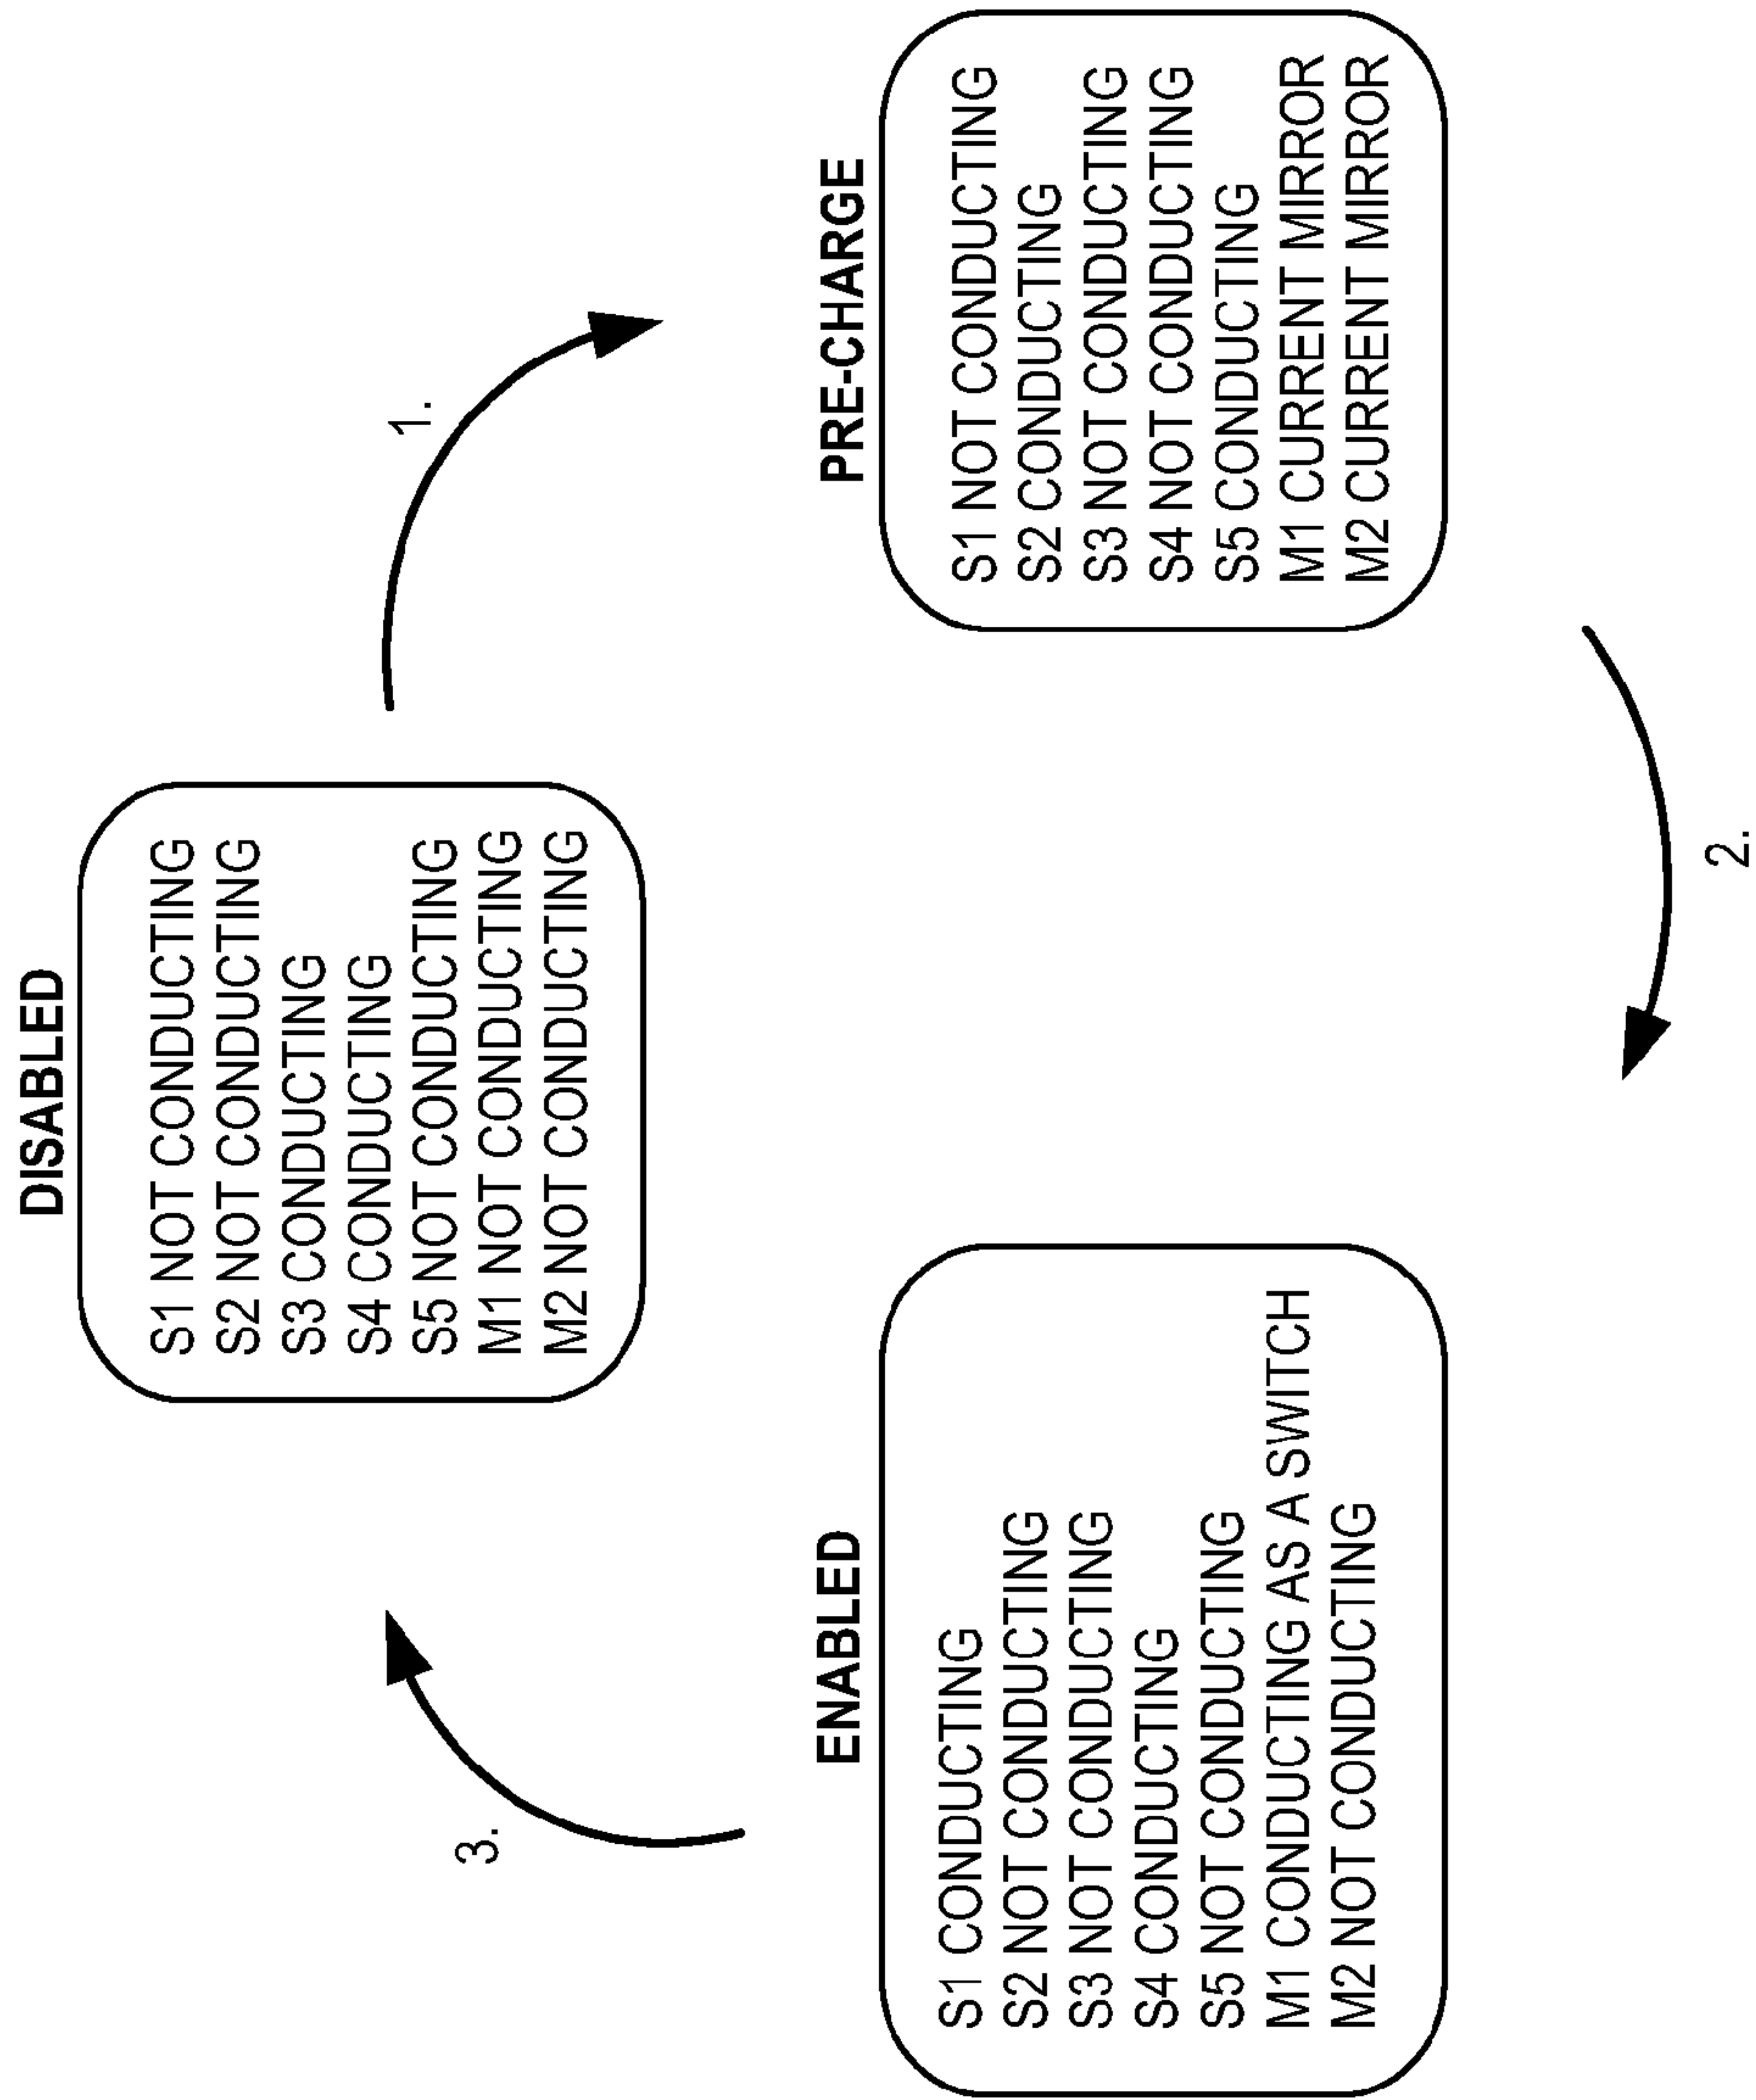 DISABLED
S1 NOT CONDUCTING
S2 NOT CONDUCTING
S3 CONDUCTING
S4 CONDUCTING
S5 NOT CONDUCTING
M1 NOT CONDUCTING
M2 NOT CONDUCTING
1.
PRE-CHARGE
S1 NOT CONDUCTING
S2 CONDUCTING
S3 NOT CONDUCTING
S4 NOT CONDUCTING
S5 CONDUCTING
M1 CURRENT MIRROR
M2 CURRENT MIRROR
2.
ENABLED
S1 CONDUCTING
S2 NOT CONDUCTING
S3 NOT CONDUCTING
S4 CONDUCTING
S5 NOT CONDUCTING
M1 CONDUCTING AS A SWITCH
M2 NOT CONDUCTING
3.